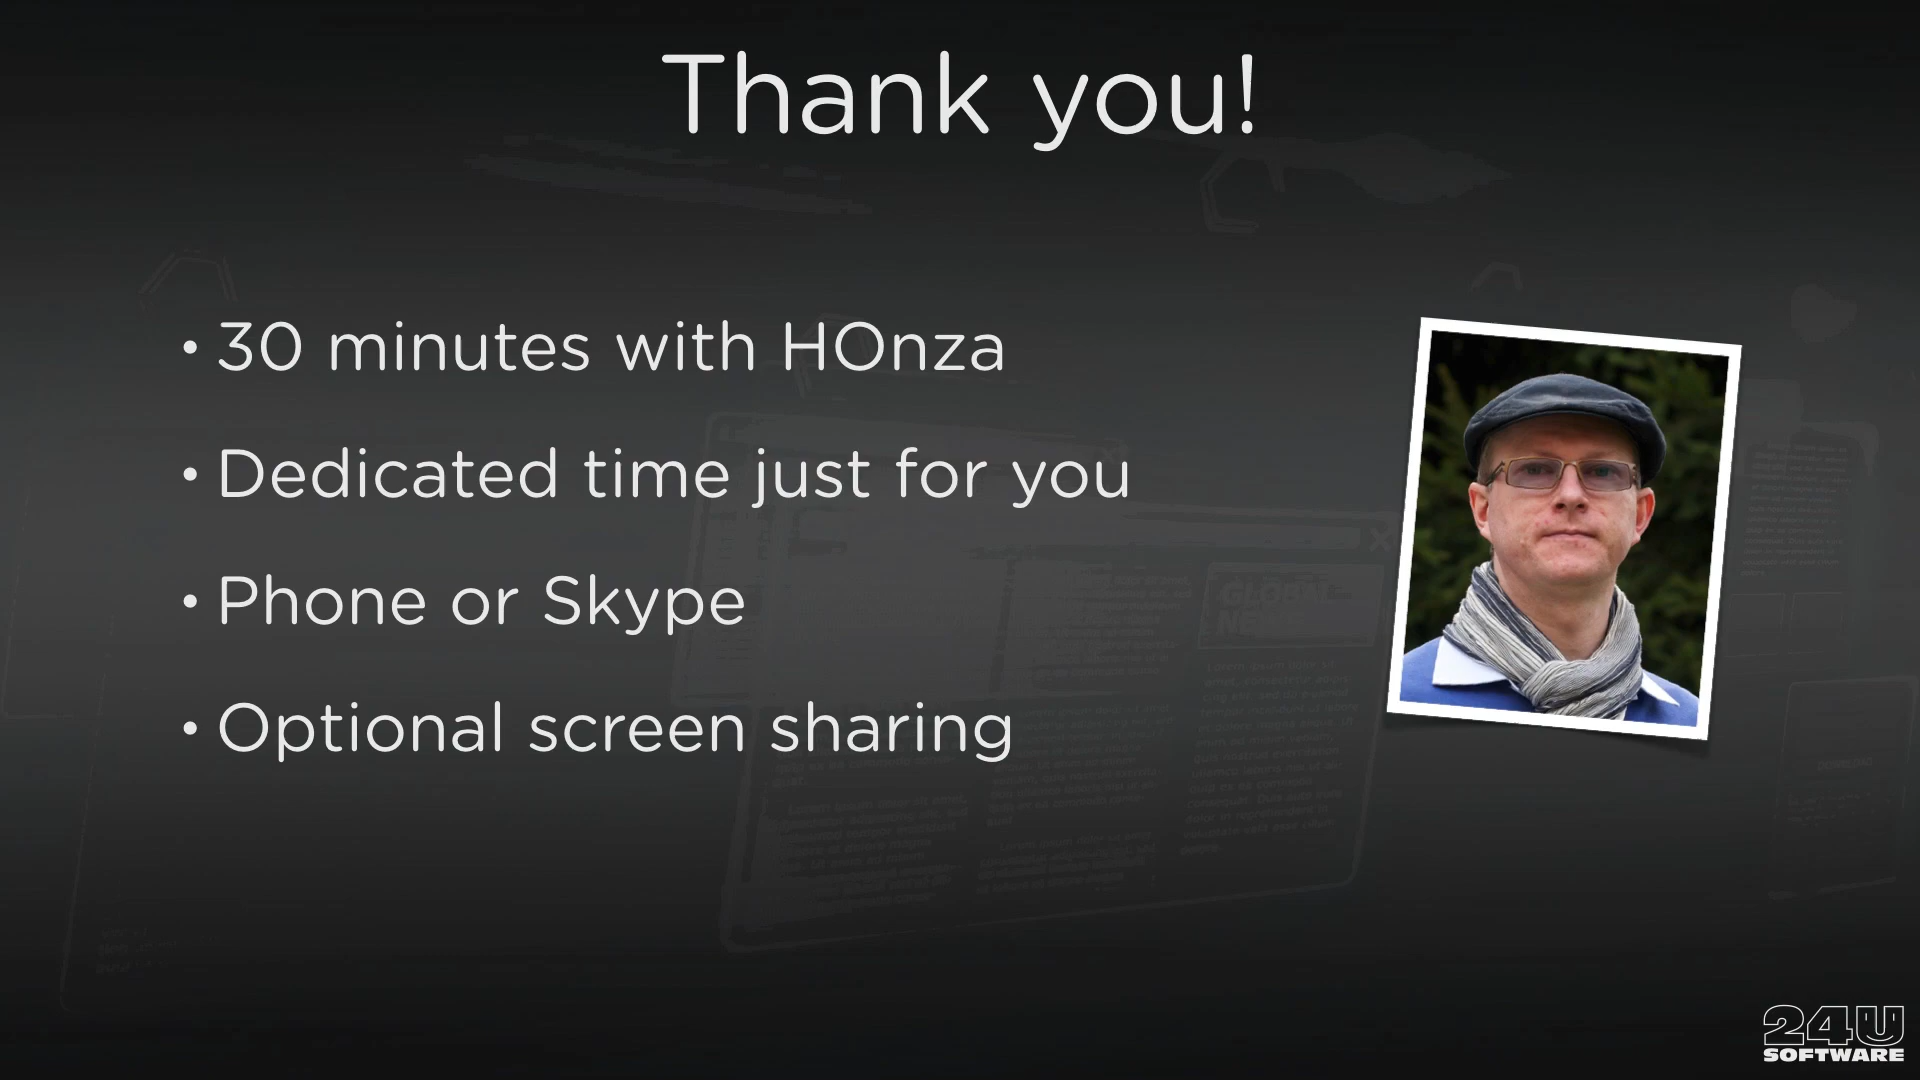 Thank you!
• 30 minutes with HOnza
• Dedicated time just for you
• Phone or Skype
• Optional screen sharing
GLOBAL
24U
SOFTWARE